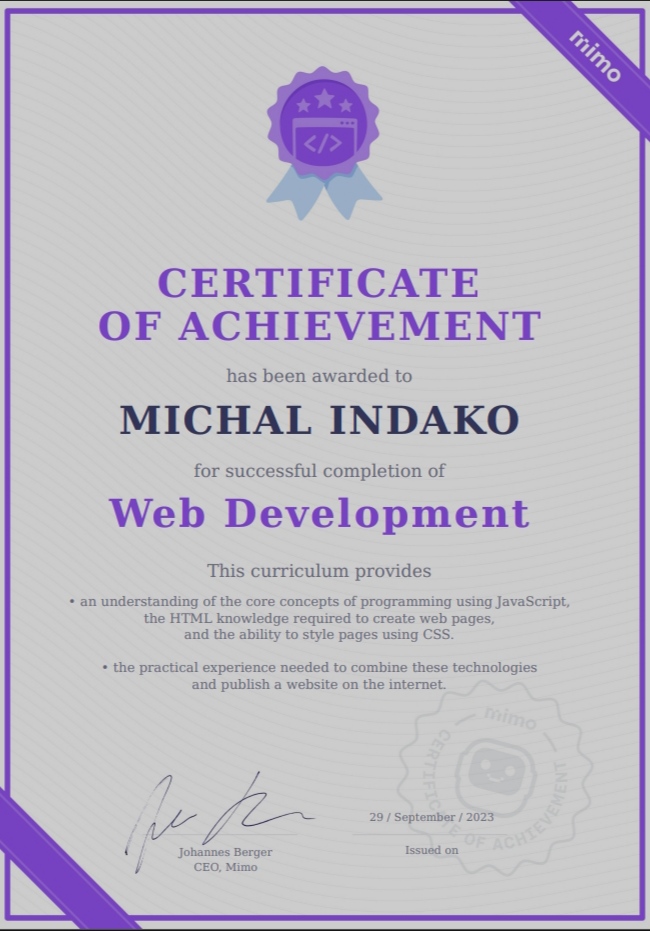 mimo
</>
CERTIFICATE
OF ACHIEVEMENT
has been awarded to
MICHAL INDAKO
for successful completion of
Web Development
This curriculum provides
• an understanding of the core concepts of programming using JavaScript,
the HTML knowledge required to create web pages,
and the ability to style pages using CSS.
• the practical experience needed to combine these technologies
and publish a website on the internet.
mimo
CERTIFICATE OF ACHIEVEMENT
29 / September / 2023
Johannes Berger
Issued on
CEO, Mimo